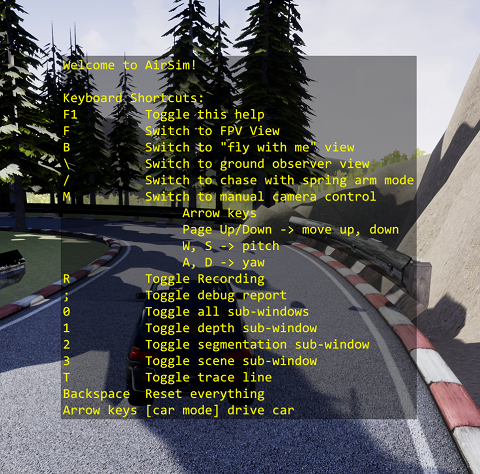 Welcome to AirSim!
Keyboard Shortcuts:
F1 Toggle this help
F Switch to FPV View
B Switch to "fly with me" view
\ Switch to ground observer view
/ Switch to chase with spring arm mode
M Switch to manual camera control
Arrow keys
Page Up/Down -> move up, down
W, S -> pitch
A, D -> yaw
R Toggle Recording
; Toggle debug report
0 Toggle all sub-windows
1 Toggle depth sub-window
2 Toggle segmentation sub-window
3 Toggle scene sub-window
T Toggle trace line
Backspace Reset everything
Arrow keys [car mode] drive car